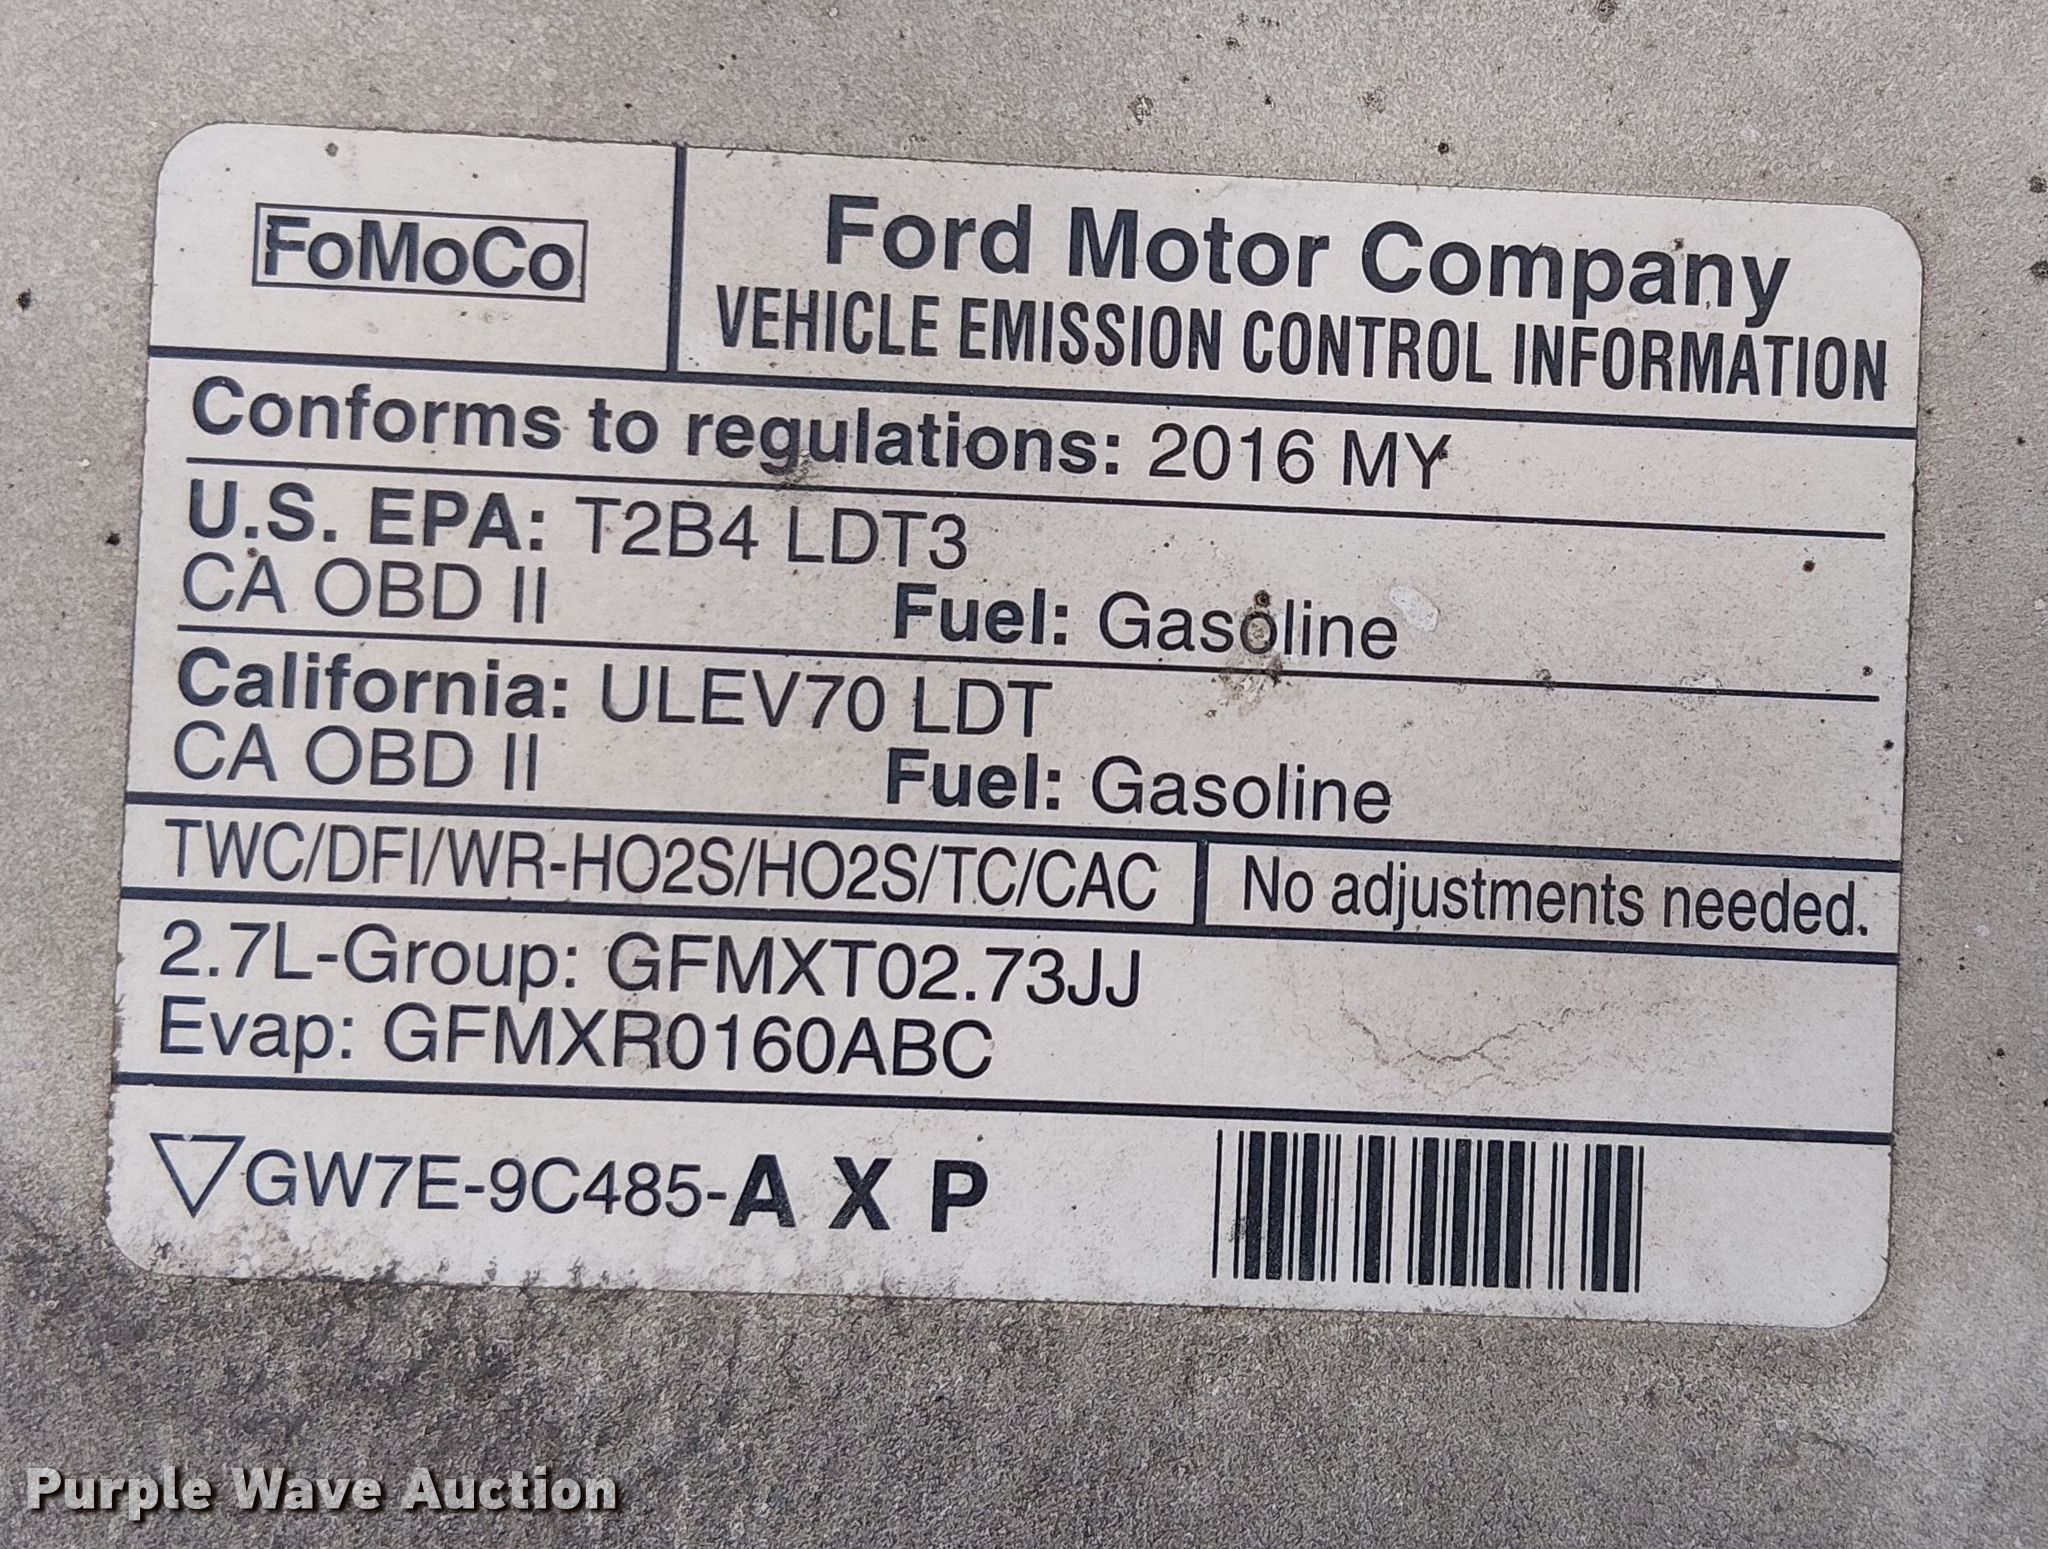 FoMoCo
Ford Motor Company
VEHICLE EMISSION CONTROL INFORMATION
Conforms to regulations: 2016 MY
U.S. EPA: T2B4 LDT3
CA OBD II Fuel: Gasoline
California: ULEV70 LDT
CA OBD II Fuel: Gasoline
TWC/DFI/WR-HO2S/HO2S/TC/CAC No adjustments needed.
2.7L-Group: GFMXT02.73JJ
Evap: GFMXR0160ABC
▽GW7E-9C485-A X P
Purple Wave Auction